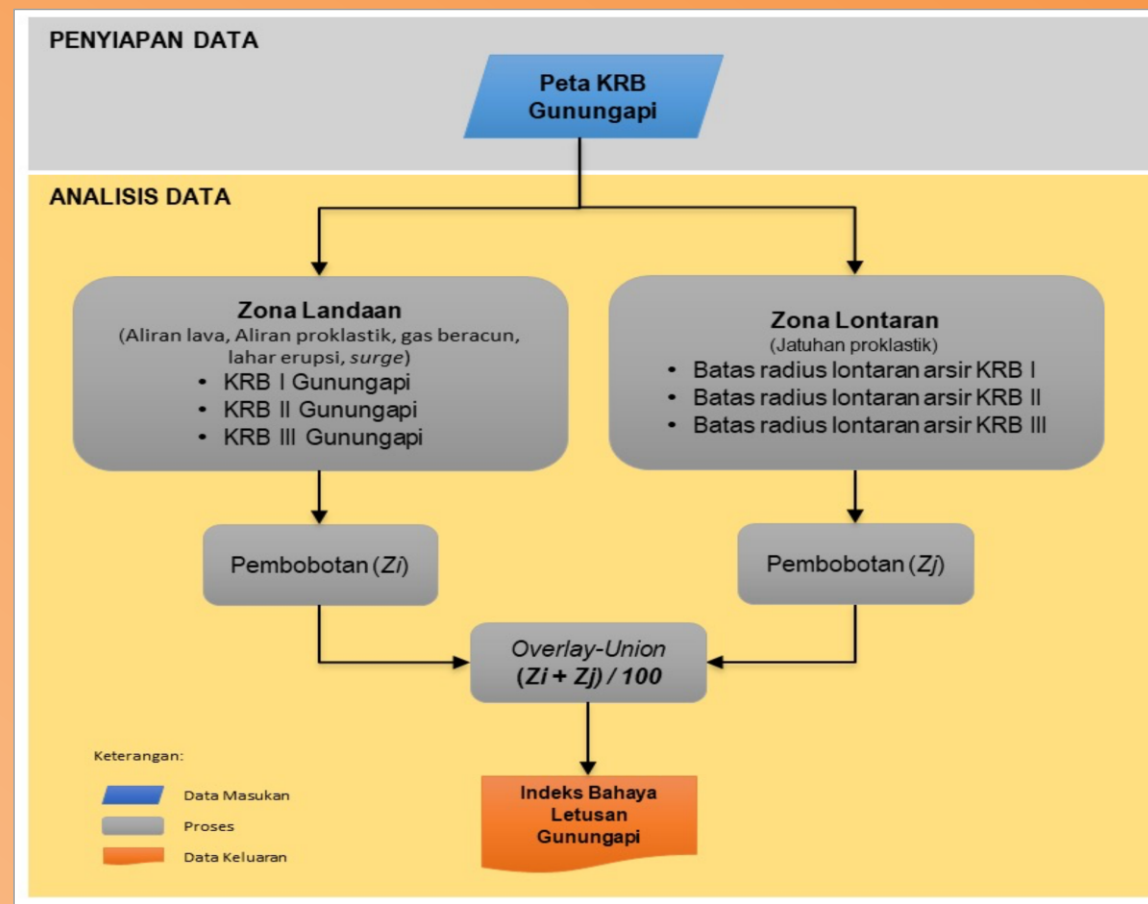 PENYIAPAN DATA
Peta KRB
Gunungapi
ANALISIS DATA
Zona Landaan
(Aliran lava, Aliran proklastik, gas beracun,
lahar erupsi, surge)
• KRB I Gunungapi
• KRB II Gunungapi
• KRB III Gunungapi
Zona Lontaran
(Jatuhan proklastik)
• Batas radius lontaran arsir KRB I
• Batas radius lontaran arsir KRB II
• Batas radius lontaran arsir KRB III
Pembobotan (Zi)
Pembobotan (Zj)
Overlay-Union
(Zi + Zj) / 100
Indeks Bahaya
Letusan
Gunungapi
Keterangan:
Data Masukan
Proses
Data Keluaran